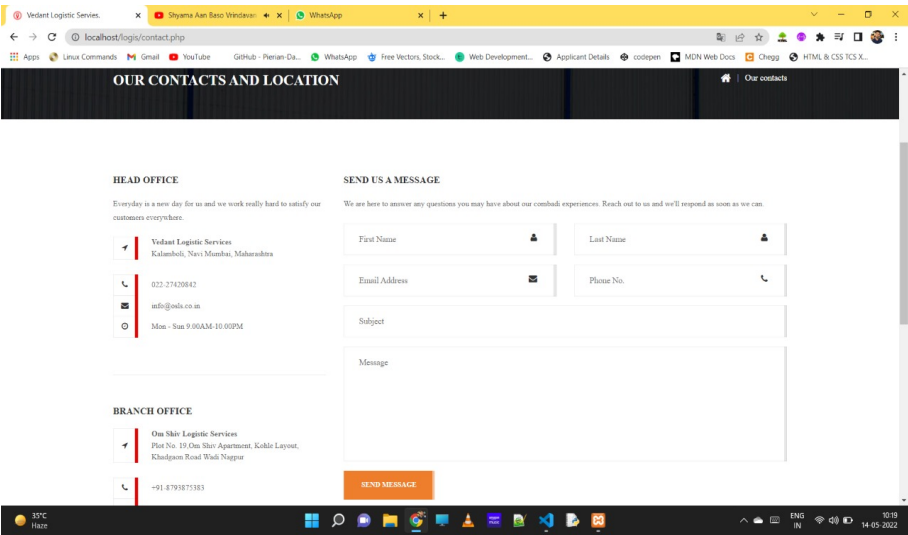 Vedant Logistic Servies.
Shyama Aan Baso Vrindavan
WhatsApp
localhost/logis/contact.php
Apps
Linux Commands
Gmail
YouTube
GitHub - Pienian-Da...
WhatsApp
Free Vectors, Stock...
Web Development...
Applicant Details
codepen
MDN Web Docs
Chegg
HTML & CSS TCS X...
OUR CONTACTS AND LOCATION
Our contacts
HEAD OFFICE
Everyday is a new day for us and we work really hard to satisfy our
customers everywhere.
Vedant Logistic Services
Kalamboli, Navi Mumbai, Maharashtra
022-27420842
info@osls.co.in
Mon - Sun 9.00AM-10.00PM
BRANCH OFFICE
Om Shiv Logistic Services
Plot No. 19,Om Shiv Apartment, Kohle Layout,
Khadgaon Road Wadi Nagpur
+91-8793875383
SEND US A MESSAGE
We are here to answer any questions you may have about our combadi experiences. Reach out to us and we'll respond as soon as we can.
First Name
Last Name
Email Address
Phone No.
Subject
Message
SEND MESSAGE
35°C
Haze
ENG
IN
10:19
14-05-2022